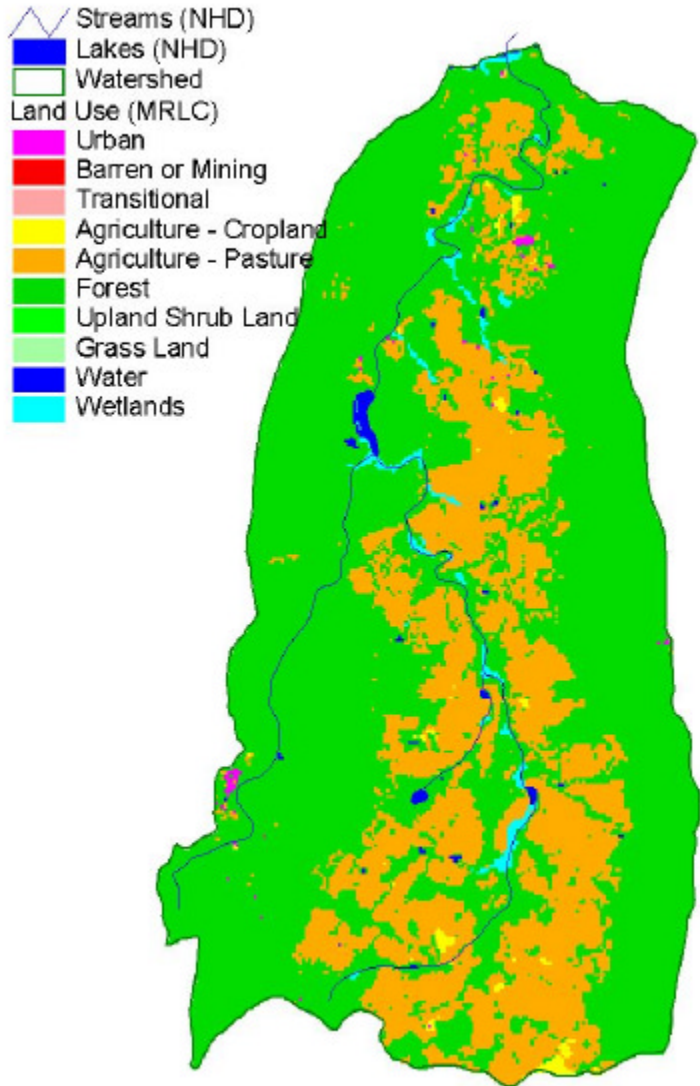 Streams (NHD)
Lakes (NHD)
Watershed
Land Use (MRLC)
Urban
Barren or Mining
Transitional
Agriculture - Cropland
Agriculture - Pasture
Forest
Upland Shrub Land
Grass Land
Water
Wetlands